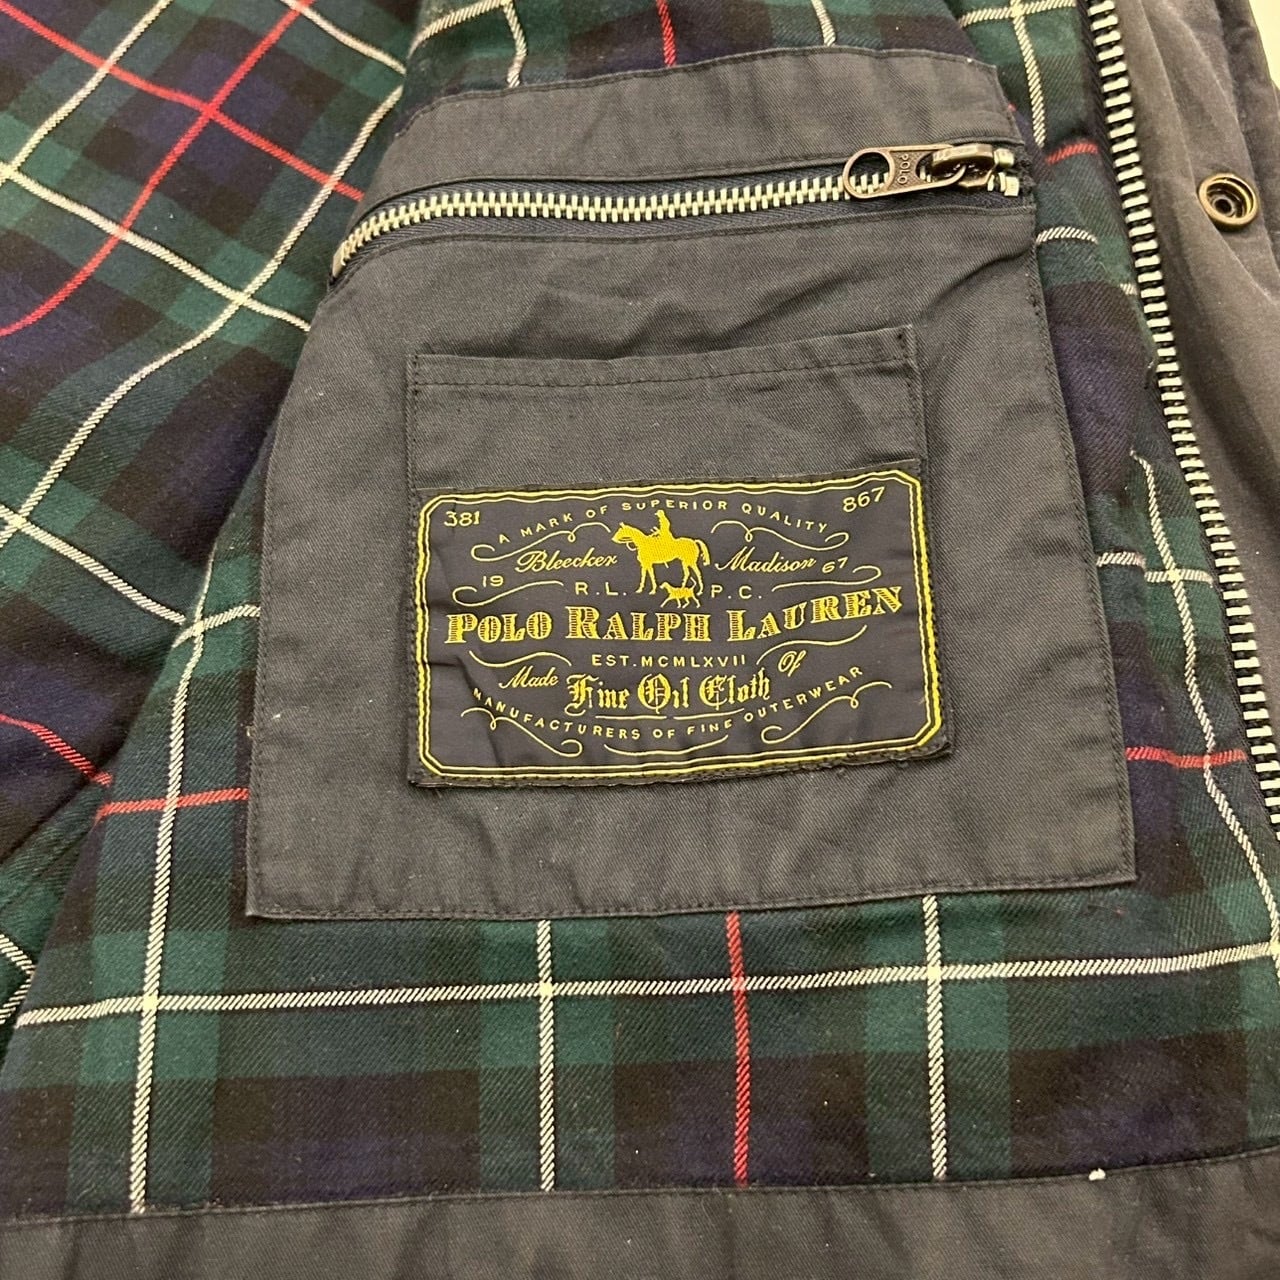 POLO
381 867
A MARK OF SUPERIOR QUALITY
Bleecker Madison
19 67
R.L. P.C.
POLO RALPH LAUREN
EST. MCMLXVII
Made Of
Fine Oil Cloth
MANUFACTURERS OF FINE OUTERWEAR